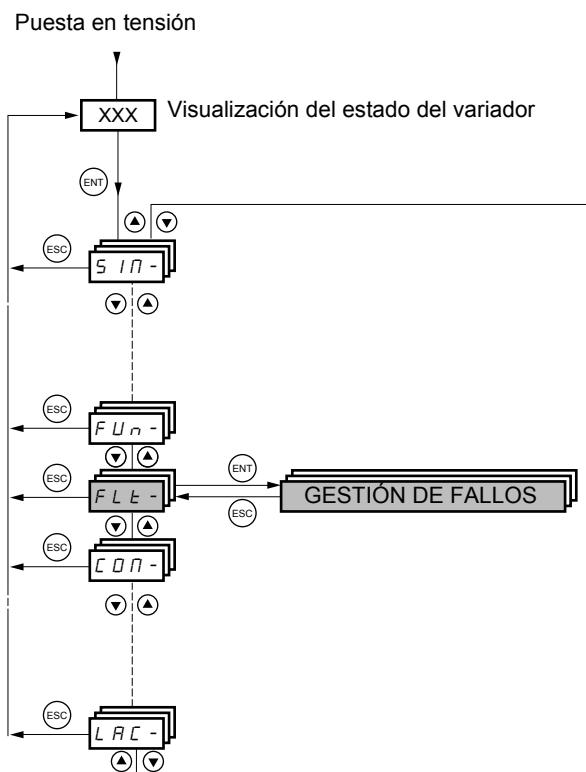 Puesta en tensión
XXX
Visualización del estado del variador
ENT
ESC
SIM-
ESC
FUn-
ESC
FLt-
ENT
ESC
GESTIÓN DE FALLOS
ESC
COM-
ESC
LAC-